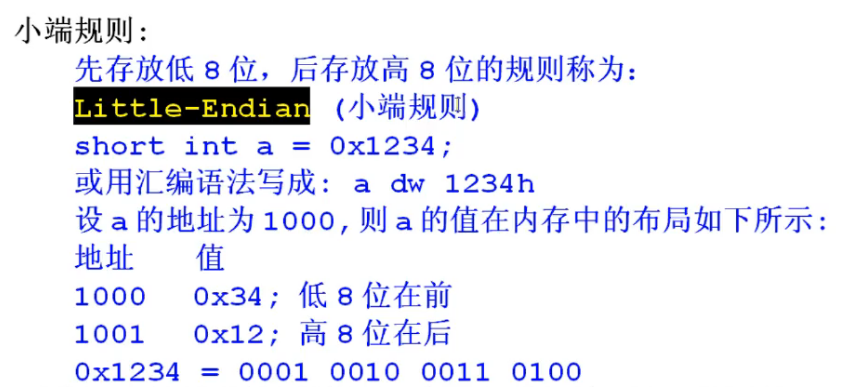 小端规则:
先存放低 8 位，后存放高 8 位的规则称为:
Little-Endian (小端规则)
short int a = 0x1234;
或用汇编语法写成: a dw 1234h
设 a 的地址为 1000, 则 a 的值在内存中的布局如下所示:
地址 值
1000 0x34; 低 8 位在前
1001 0x12; 高 8 位在后
0x1234 = 0001 0010 0011 0100